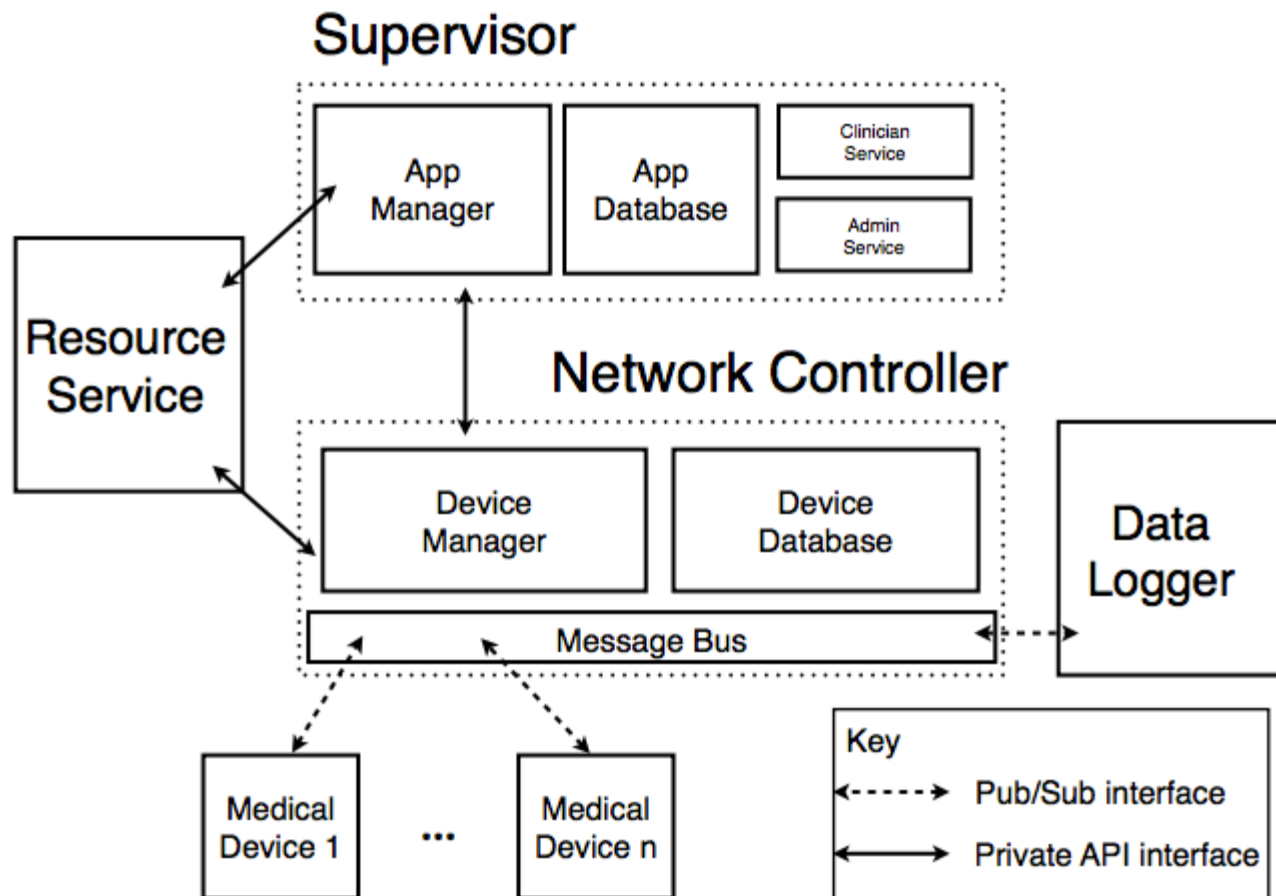 Supervisor
App
Manager
App
Database
Clinician
Service
Admin
Service
Resource
Service
Network Controller
Device
Manager
Device
Database
Message Bus
Data
Logger
Medical
Device 1
...
Medical
Device n
Key
Pub/Sub interface
Private API interface